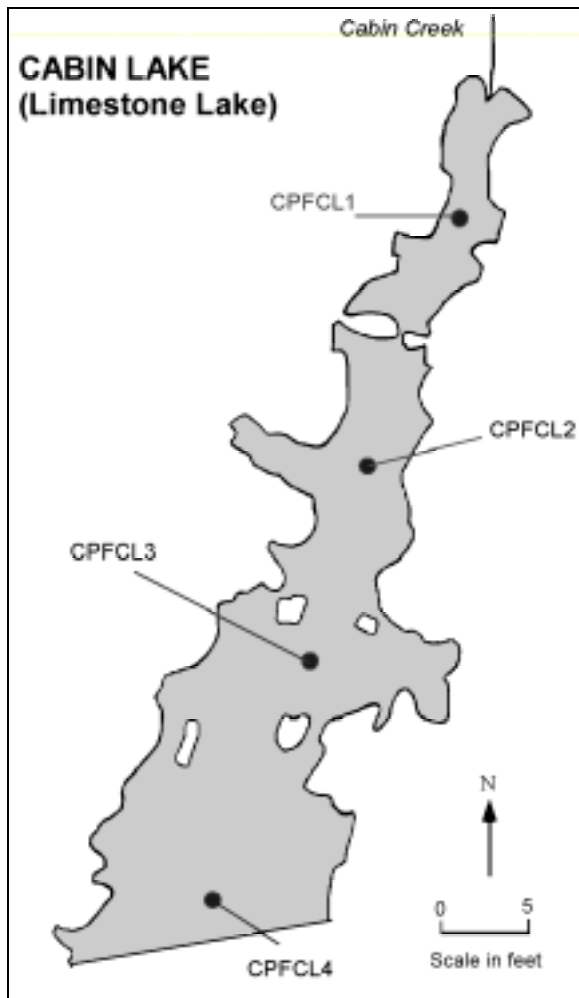 Cabin Creek
CABIN LAKE
(Limestone Lake)
CPFCL1
CPFCL2
CPFCL3
N
0 5
Scale in feet
CPFCL4